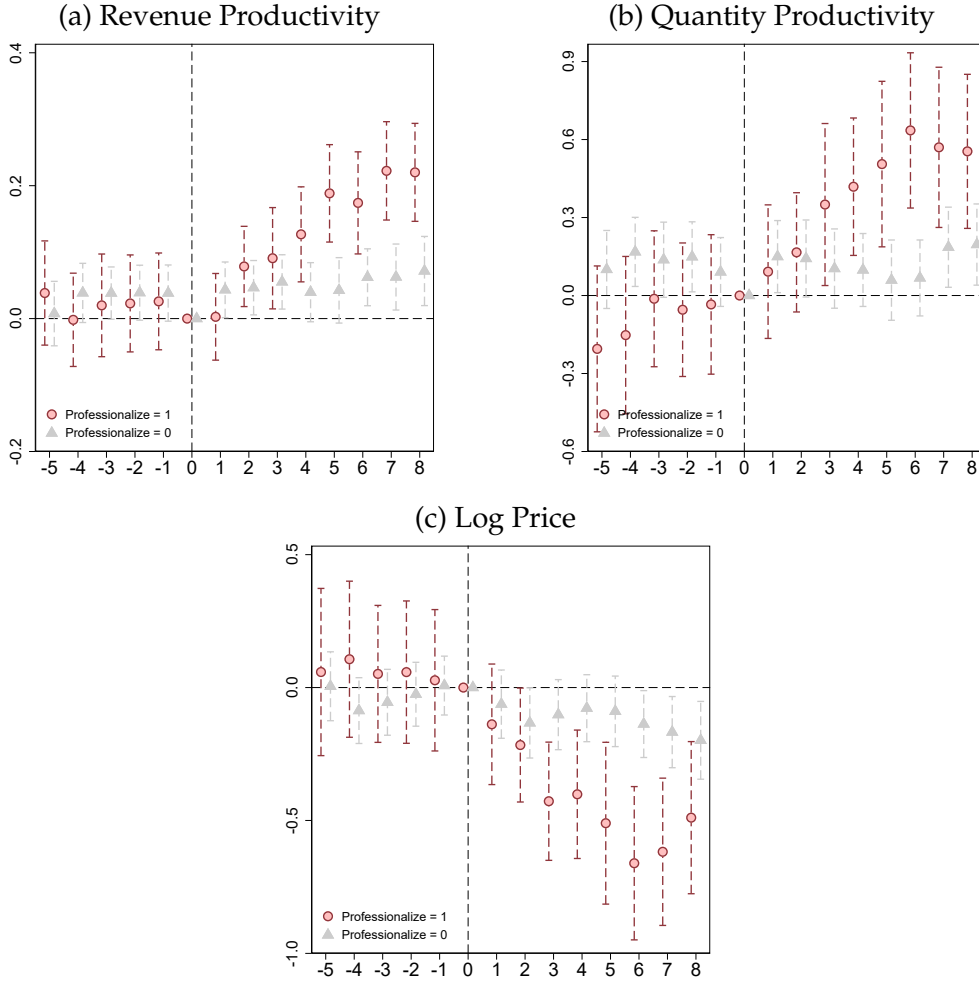 (a) Revenue Productivity
0.4
0.2
0.0
-0.2
Professionalize = 1
Professionalize = 0
-5 -4 -3 -2 -1 0 1 2 3 4 5 6 7 8
(b) Quantity Productivity
0.9
0.6
0.3
0.0
-0.3
-0.6
Professionalize = 1
Professionalize = 0
-5 -4 -3 -2 -1 0 1 2 3 4 5 6 7 8
(c) Log Price
0.5
0.0
-0.5
-1.0
Professionalize = 1
Professionalize = 0
-5 -4 -3 -2 -1 0 1 2 3 4 5 6 7 8